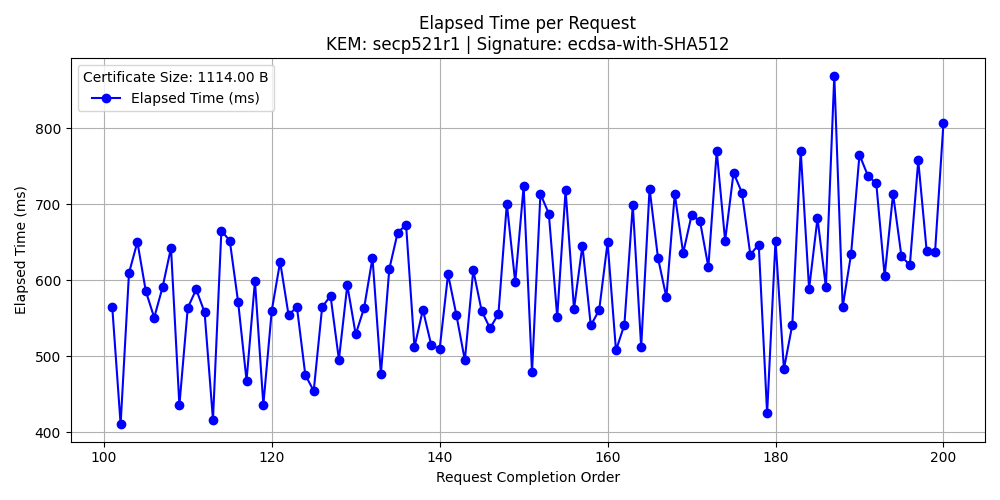 Elapsed Time per Request
KEM: secp521r1 | Signature: ecdsa-with-SHA512
Certificate Size: 1114.00 B
Elapsed Time (ms)
Elapsed Time (ms)
800
700
600
500
400
100 120 140 160 180 200
Request Completion Order